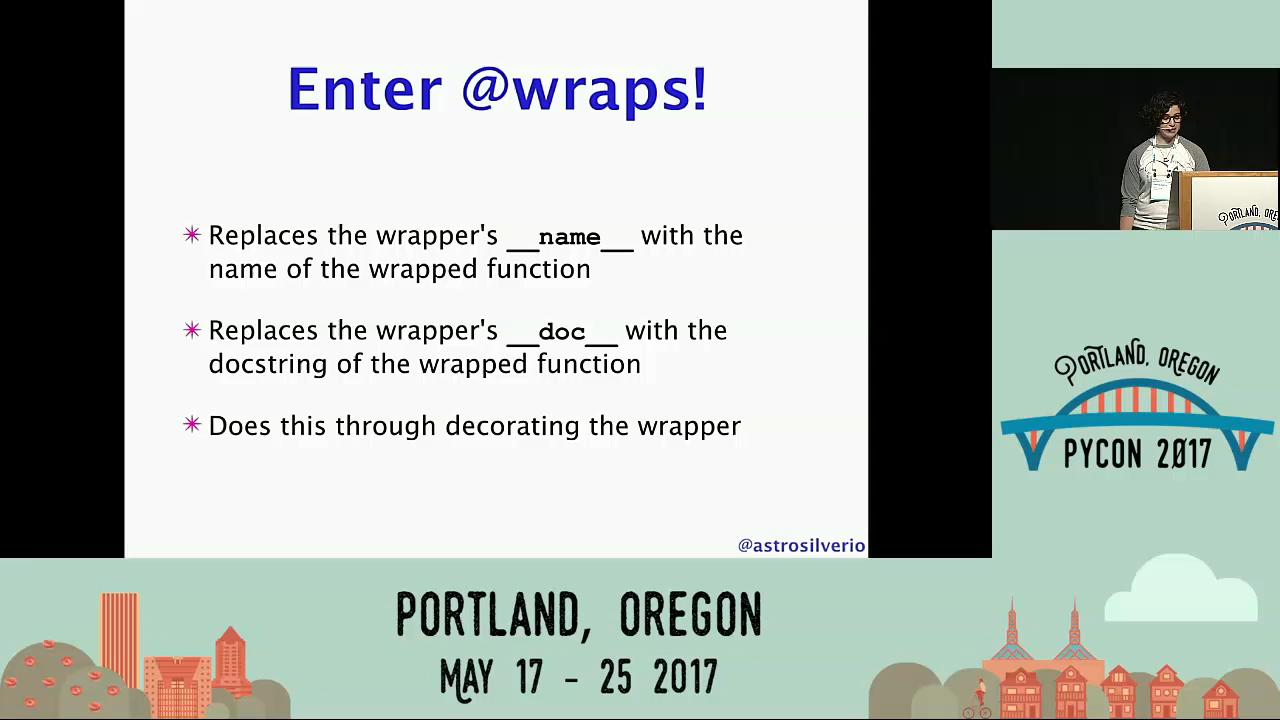 Enter @wraps!
✴ Replaces the wrapper's __name__ with the
name of the wrapped function
✴ Replaces the wrapper's __doc__ with the
docstring of the wrapped function
✴ Does this through decorating the wrapper
@astrosilverio
PORTLAND, OREGON
PYCON 2017
PORTLAND, OREGON
MAY 17 - 25 2017